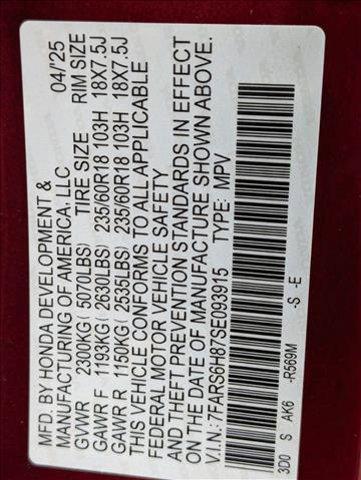 MFD. BY HONDA DEVELOPMENT &
MANUFACTURING OF AMERICA, LLC 04/'25
GVWR 2300KG ( 5070LBS) TIRE SIZE RIM SIZE
GAWR F 1193KG ( 2630LBS) 235/60R18 103H 18X7.5J
GAWR R 1150KG ( 2535LBS) 235/60R18 103H 18X7.5J
THIS VEHICLE CONFORMS TO ALL APPLICABLE
FEDERAL MOTOR VEHICLE SAFETY
AND THEFT PREVENTION STANDARDS IN EFFECT
ON THE DATE OF MANUFACTURE SHOWN ABOVE.
V.I.N.: 7FARS6H87SE093915 TYPE: MPV
3D0 S AK6 -R569M -S -E